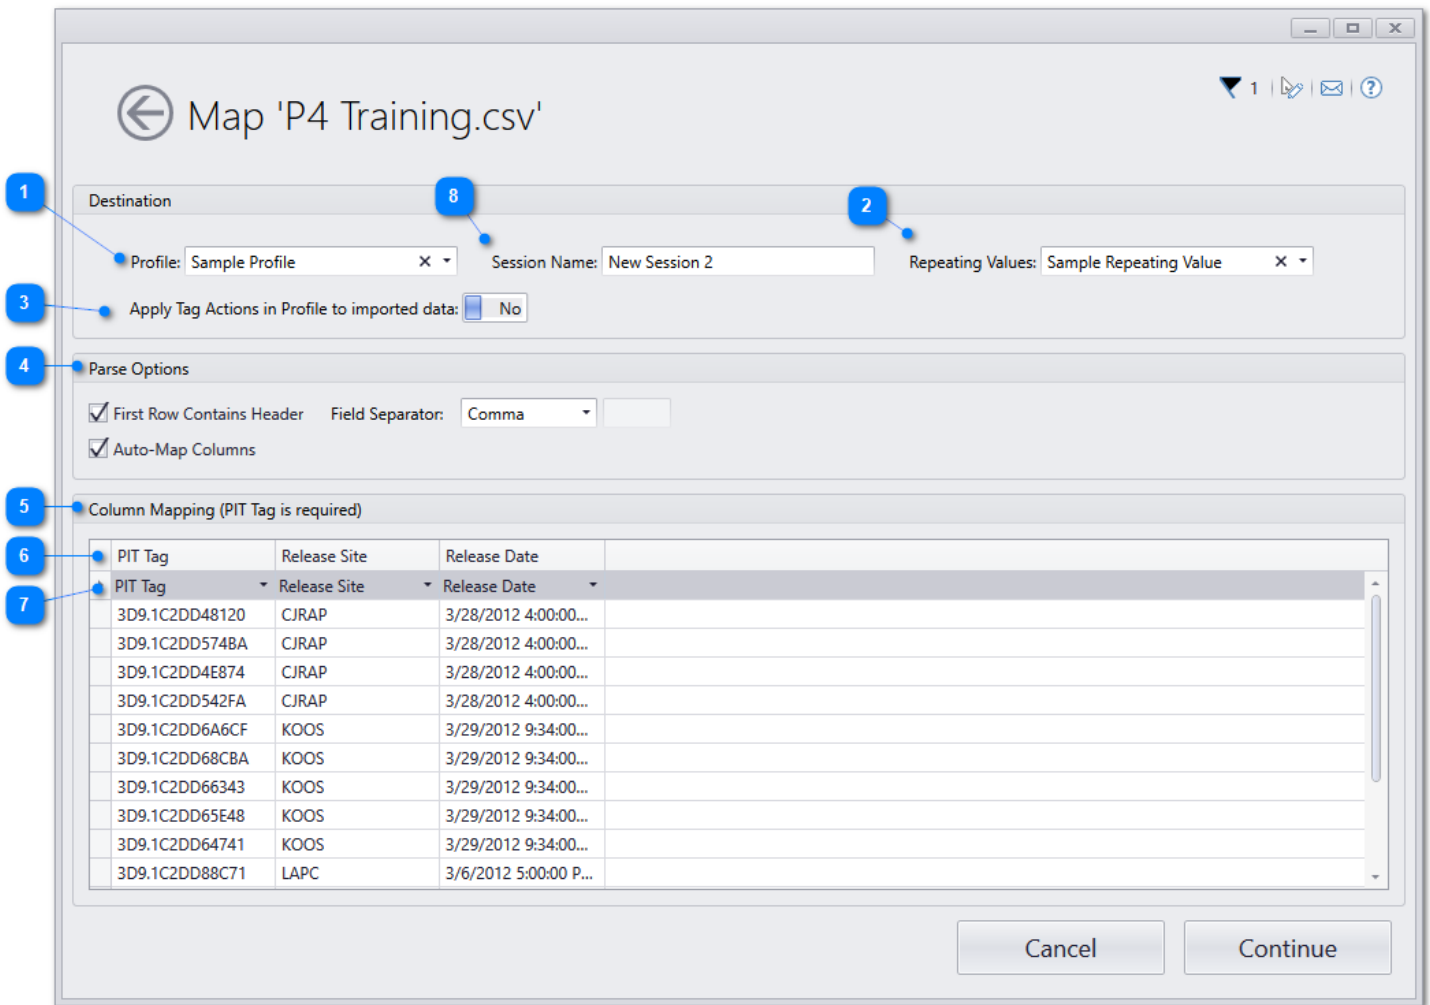 1
Map 'P4 Training.csv'
1
Destination
8
2
Profile: Sample Profile Session Name: New Session 2 Repeating Values: Sample Repeating Value
3
Apply Tag Actions in Profile to imported data: No
4
Parse Options
First Row Contains Header Field Separator: Comma
Auto-Map Columns
5
Column Mapping (PIT Tag is required)
6
PIT Tag Release Site Release Date
7
PIT Tag Release Site Release Date
3D9.1C2DD48120 CJRAP 3/28/2012 4:00:00...
3D9.1C2DD574BA CJRAP 3/28/2012 4:00:00...
3D9.1C2DD4E874 CJRAP 3/28/2012 4:00:00...
3D9.1C2DD542FA CJRAP 3/28/2012 4:00:00...
3D9.1C2DD6A6CF KOOS 3/29/2012 9:34:00...
3D9.1C2DD68CBA KOOS 3/29/2012 9:34:00...
3D9.1C2DD66343 KOOS 3/29/2012 9:34:00...
3D9.1C2DD65E48 KOOS 3/29/2012 9:34:00...
3D9.1C2DD64741 KOOS 3/29/2012 9:34:00...
3D9.1C2DD88C71 LAPC 3/6/2012 5:00:00 P...
Cancel Continue